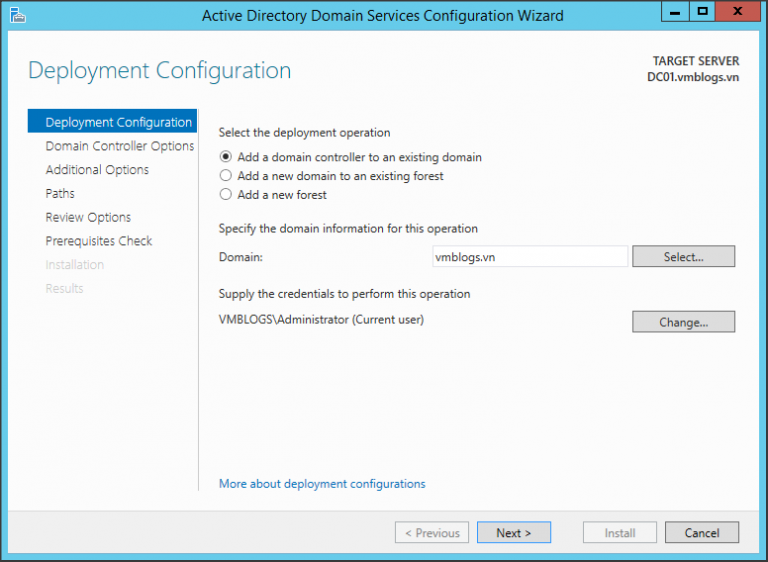 Active Directory Domain Services Configuration Wizard
Deployment Configuration
TARGET SERVER
DC01.vmblogs.vn
Deployment Configuration
Domain Controller Options
Additional Options
Paths
Review Options
Prerequisites Check
Installation
Results
Select the deployment operation
Add a domain controller to an existing domain
Add a new domain to an existing forest
Add a new forest
Specify the domain information for this operation
Domain: vmblogs.vn Select...
Supply the credentials to perform this operation
VMBLOGS\Administrator (Current user) Change...
More about deployment configurations
< Previous Next > Install Cancel